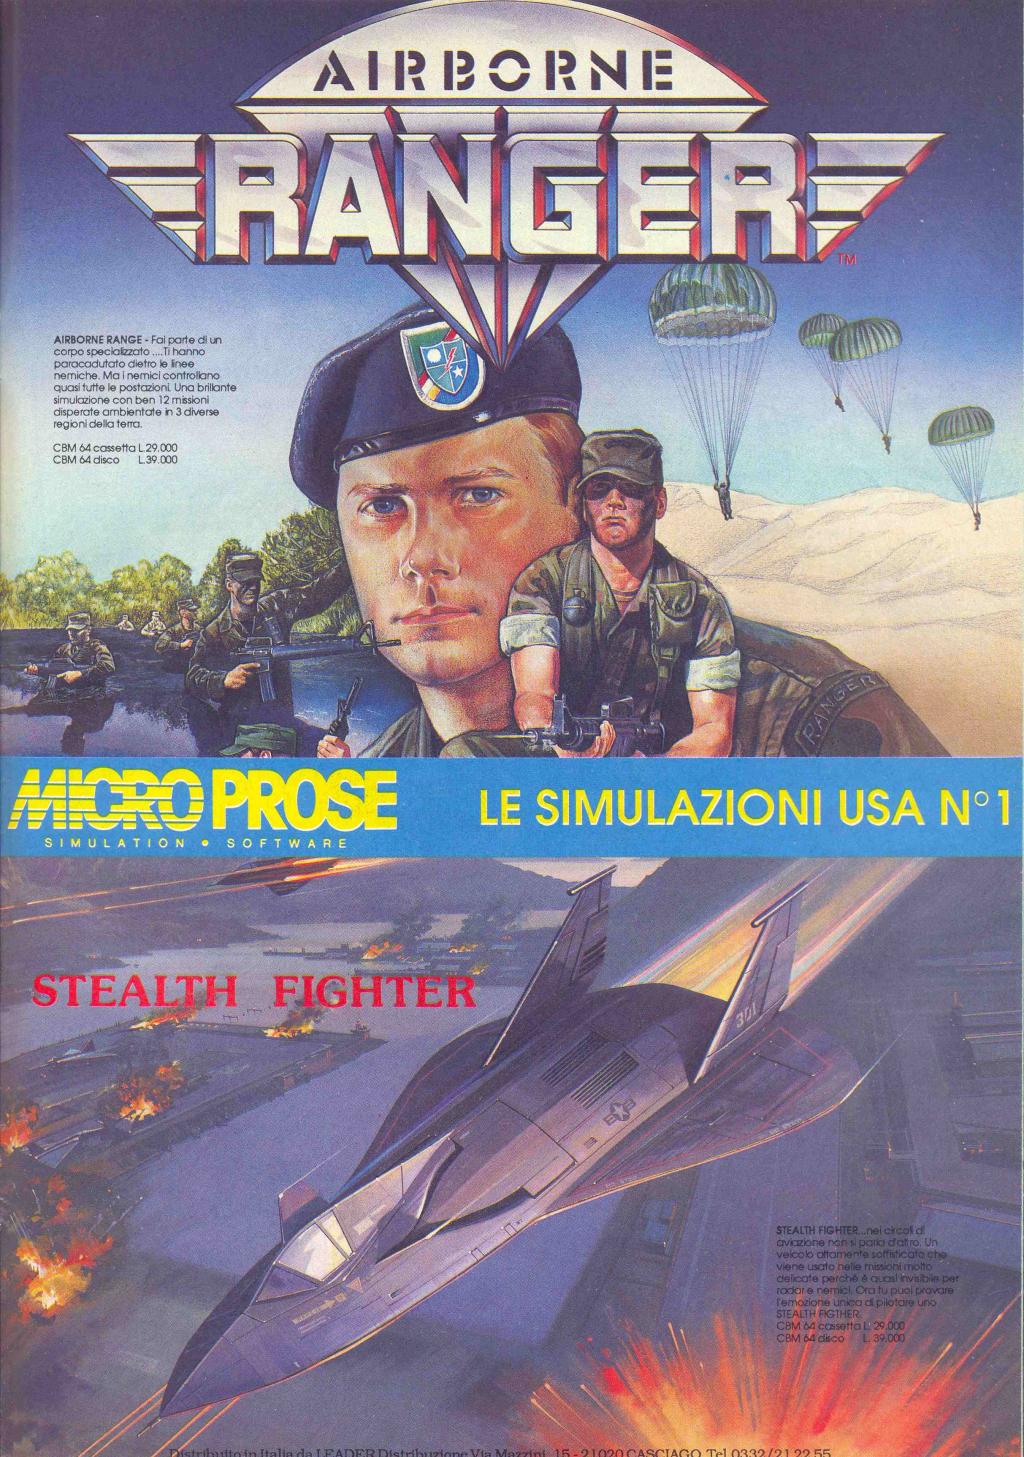 AIRBORNE
RANGER
TM
AIRBORNE RANGE - Fai parte di un
corpo specializzato ....Ti hanno
paracadutato dietro le linee
nemiche. Ma i nemici controllano
quasi tutte le postazioni. Una brillante
simulazione con ben 12 missioni
disperate ambientate in 3 diverse
regioni della terra.
CBM 64 cassetta L.29.000
CBM 64 disco L.39.000
RANGER
MICRO PROSE
SIMULATION • SOFTWARE
LE SIMULAZIONI USA N° 1
STEALTH FIGHTER
301
STEALTH FIGHTER...nei circoli di
aviazione non si parla d'altro. Un
veicolo altamente soffisticato che
viene usato nelle missioni molto
delicate perchè è quasi invisibile per
radar e nemici. Ora tu puoi provare
l'emozione unica di pilotare uno
STEALTH FIGTHER.
CBM 64 cassetta L. 29.000
CBM 64 disco L. 39.000
Distribuito in Italia da LEADER Distribuzione Via Mazzini, 15 - 21020 CASCIAGO Tel. 0332/21.22.55